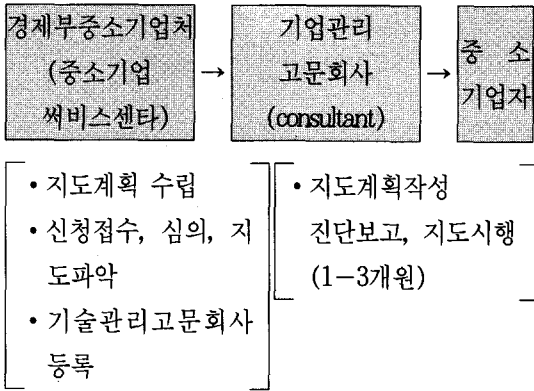 경제부중소기업처
(중소기업
써비스센타)
→
기업관리
고문회사
(consultant)
→
중 소
기업자
• 지도계획 수립
• 신청접수, 심의, 지
도파악
• 기술관리고문회사
등록
• 지도계획작성
진단보고, 지도시행
(1-3개원)